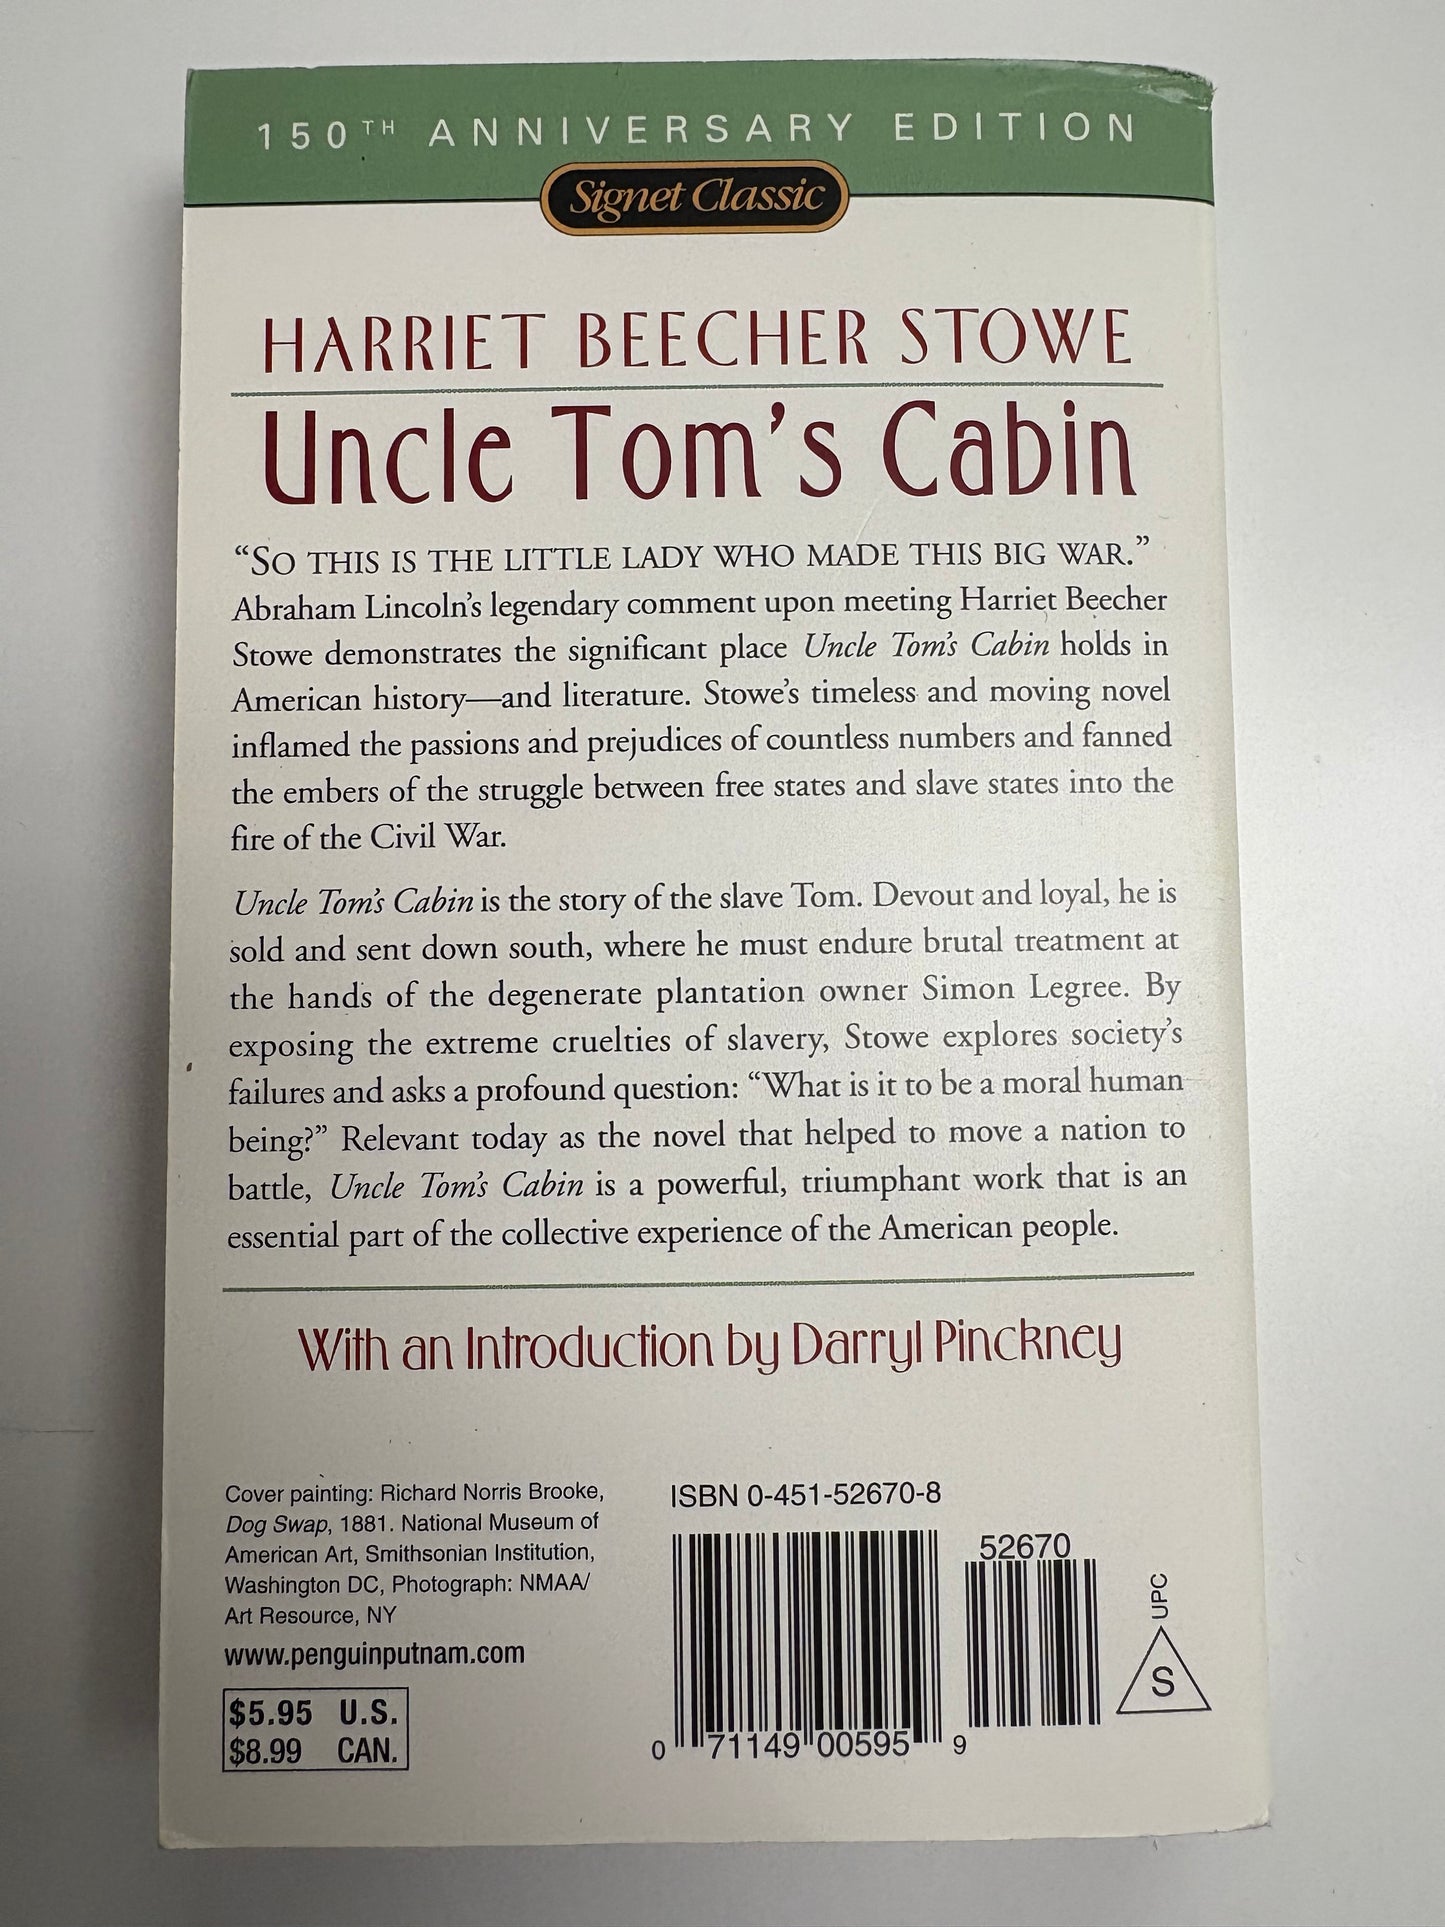 150TH ANNIVERSARY EDITION
Signet Classic
HARRIET BEECHER STOWE
Uncle Tom's Cabin
“SO THIS IS THE LITTLE LADY WHO MADE THIS BIG WAR.”
Abraham Lincoln's legendary comment upon meeting Harriet Beecher
Stowe demonstrates the significant place Uncle Tom's Cabin holds in
American history—and literature. Stowe's timeless and moving novel
inflamed the passions and prejudices of countless numbers and fanned
the embers of the struggle between free states and slave states into the
fire of the Civil War.
Uncle Tom's Cabin is the story of the slave Tom. Devout and loyal, he is
sold and sent down south, where he must endure brutal treatment at
the hands of the degenerate plantation owner Simon Legree. By
exposing the extreme cruelties of slavery, Stowe explores society's
failures and asks a profound question: “What is it to be a moral human
being?” Relevant today as the novel that helped to move a nation to
battle, Uncle Tom's Cabin is a powerful, triumphant work that is an
essential part of the collective experience of the American people.
With an Introduction by Darryl Pinckney
Cover painting: Richard Norris Brooke,
Dog Swap, 1881. National Museum of
American Art, Smithsonian Institution,
Washington DC, Photograph: NMAA/
Art Resource, NY
www.penguinputnam.com
$5.95 U.S.
$8.99 CAN.
ISBN 0-451-52670-8
52670
0 71149 00595 9
UPC
S